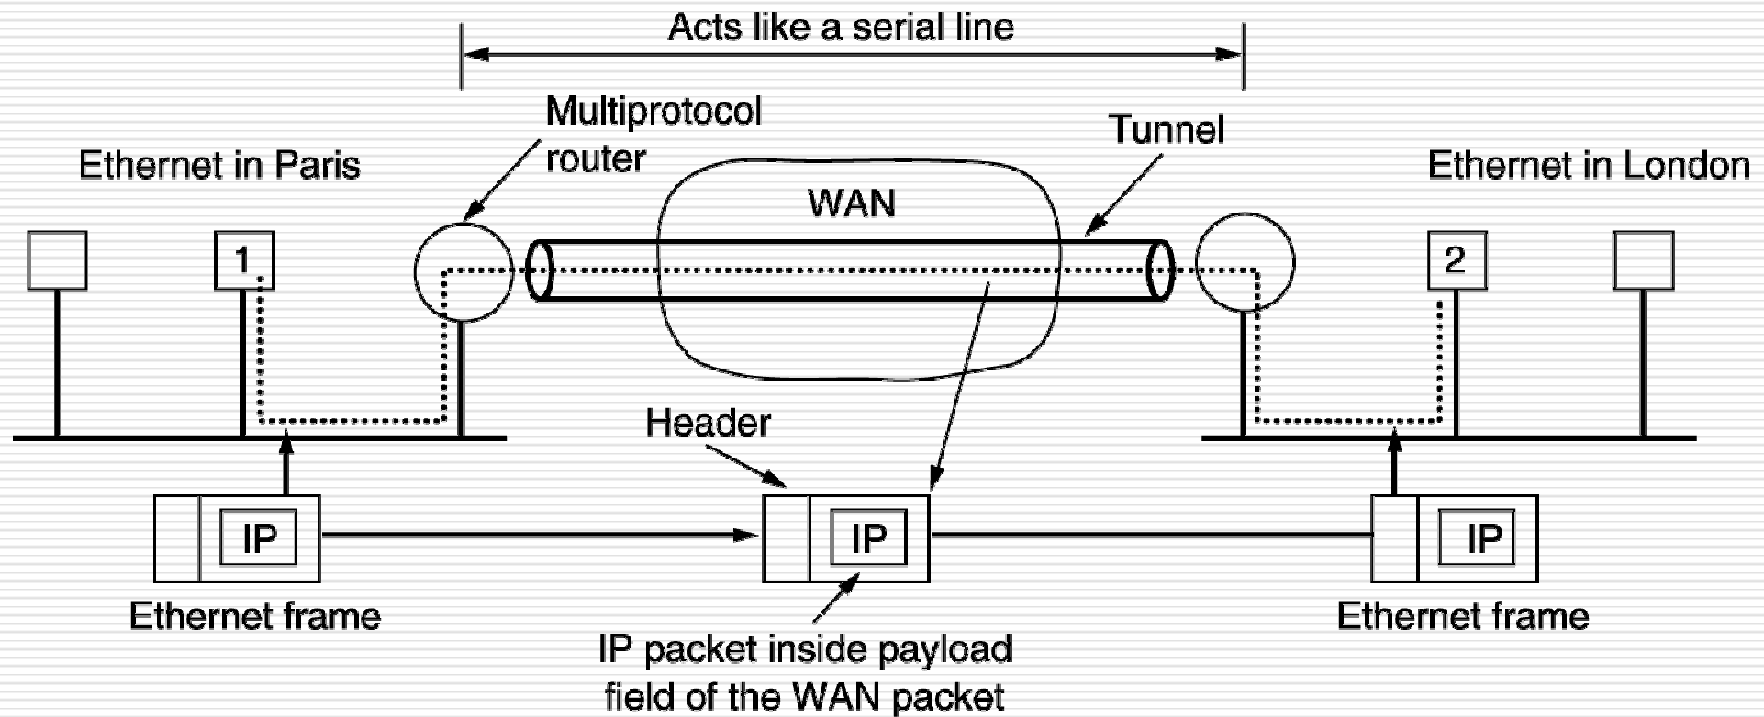 Acts like a serial line
Multiprotocol
router
Tunnel
Ethernet in Paris
Ethernet in London
WAN
1
2
Header
IP
IP
IP
Ethernet frame
Ethernet frame
IP packet inside payload
field of the WAN packet